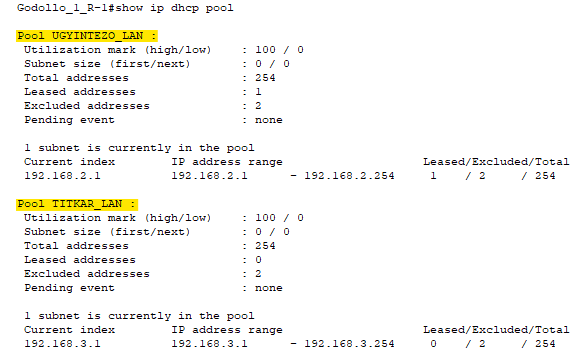 Godollo_1_R-1#show ip dhcp pool
Pool UGYINTEZO_LAN :
Utilization mark (high/low) : 100 / 0
Subnet size (first/next) : 0 / 0
Total addresses : 254
Leased addresses : 1
Excluded addresses : 2
Pending event : none
1 subnet is currently in the pool
Current index IP address range Leased/Excluded/Total
192.168.2.1 192.168.2.1 - 192.168.2.254 1 / 2 / 254
Pool TITKAR_LAN :
Utilization mark (high/low) : 100 / 0
Subnet size (first/next) : 0 / 0
Total addresses : 254
Leased addresses : 0
Excluded addresses : 2
Pending event : none
1 subnet is currently in the pool
Current index IP address range Leased/Excluded/Total
192.168.3.1 192.168.3.1 - 192.168.3.254 0 / 2 / 254